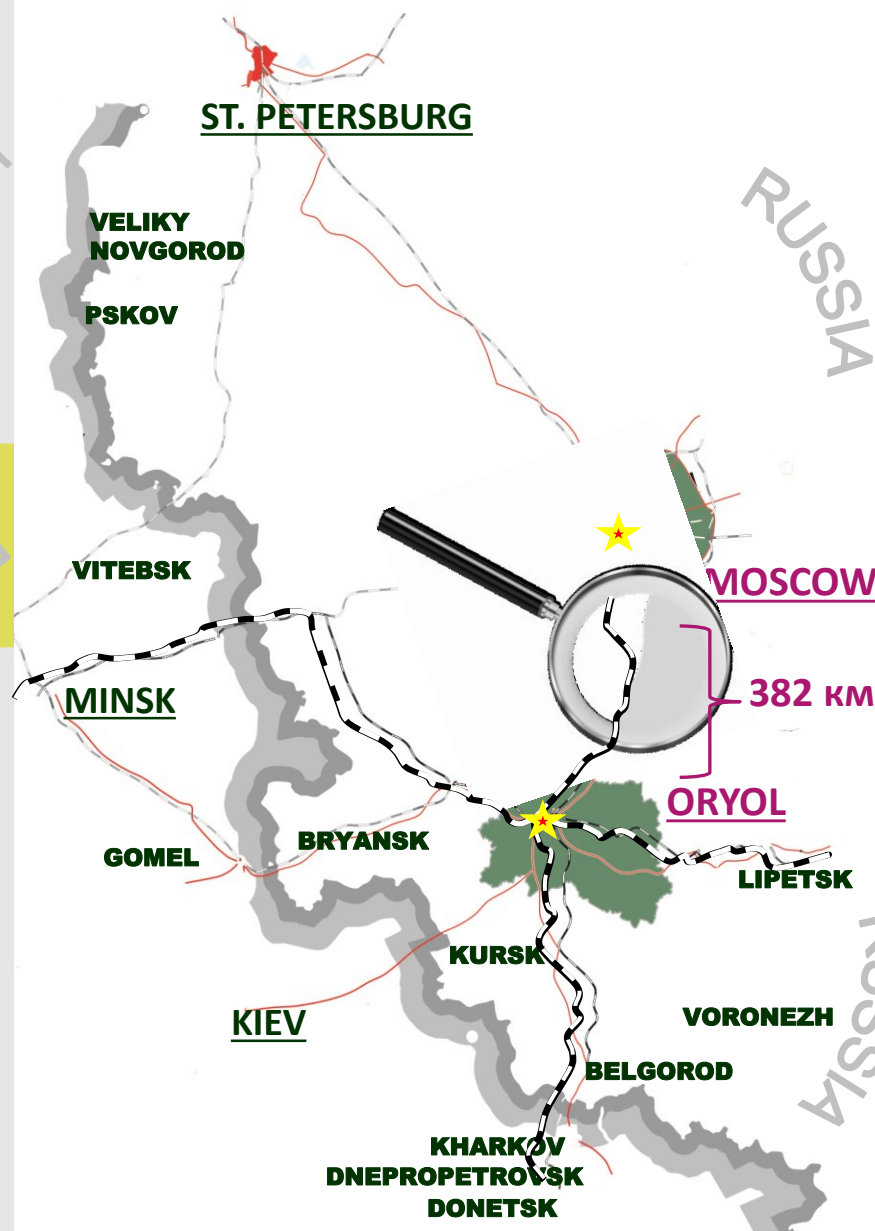 ST. PETERSBURG
VELIKY
NOVGOROD
RUSSIA
PSKOV
VITEBSK
MOSCOW
MINSK
382 км
ORYOL
BRYANSK
GOMEL
LIPETSK
KURSK
RUSSIA
VORONEZH
KIEV
BELGOROD
KHARKOV
DNEPROPETROVSK
DONETSK